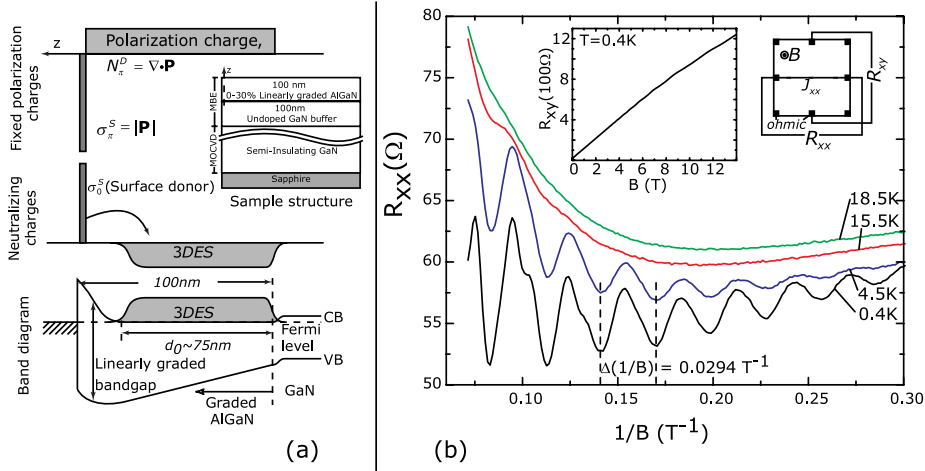 z
Polarization charge,
N_π^D = ∇•P
σ_π^S = |P|
Fixed polarization
charges
z
100 nm
0-30% Linearly graded AlGaN
100nm
Undoped GaN buffer
Semi-Insulating GaN
Sapphire
MBE
MOCVD
Sample structure
σ_0^S (Surface donor)
Neutralizing
charges
3DES
100nm
3DES
CB
Fermi
level
d_0~75nm
VB
Linearly graded
bandgap
GaN
Graded
AlGaN
Band diagram
(a)
80
75
70
65
60
55
50
R_xx(Ω)
T=0.4K
R_xy(100Ω)
12
8
4
0 2 4 6 8 10 12
B (T)
B
J_xx
R_xy
ohmic
R_xx
18.5K
15.5K
4.5K
0.4K
Δ(1/B) = 0.0294 T⁻¹
0.10 0.15 0.20 0.25 0.30
1/B (T⁻¹)
(b)